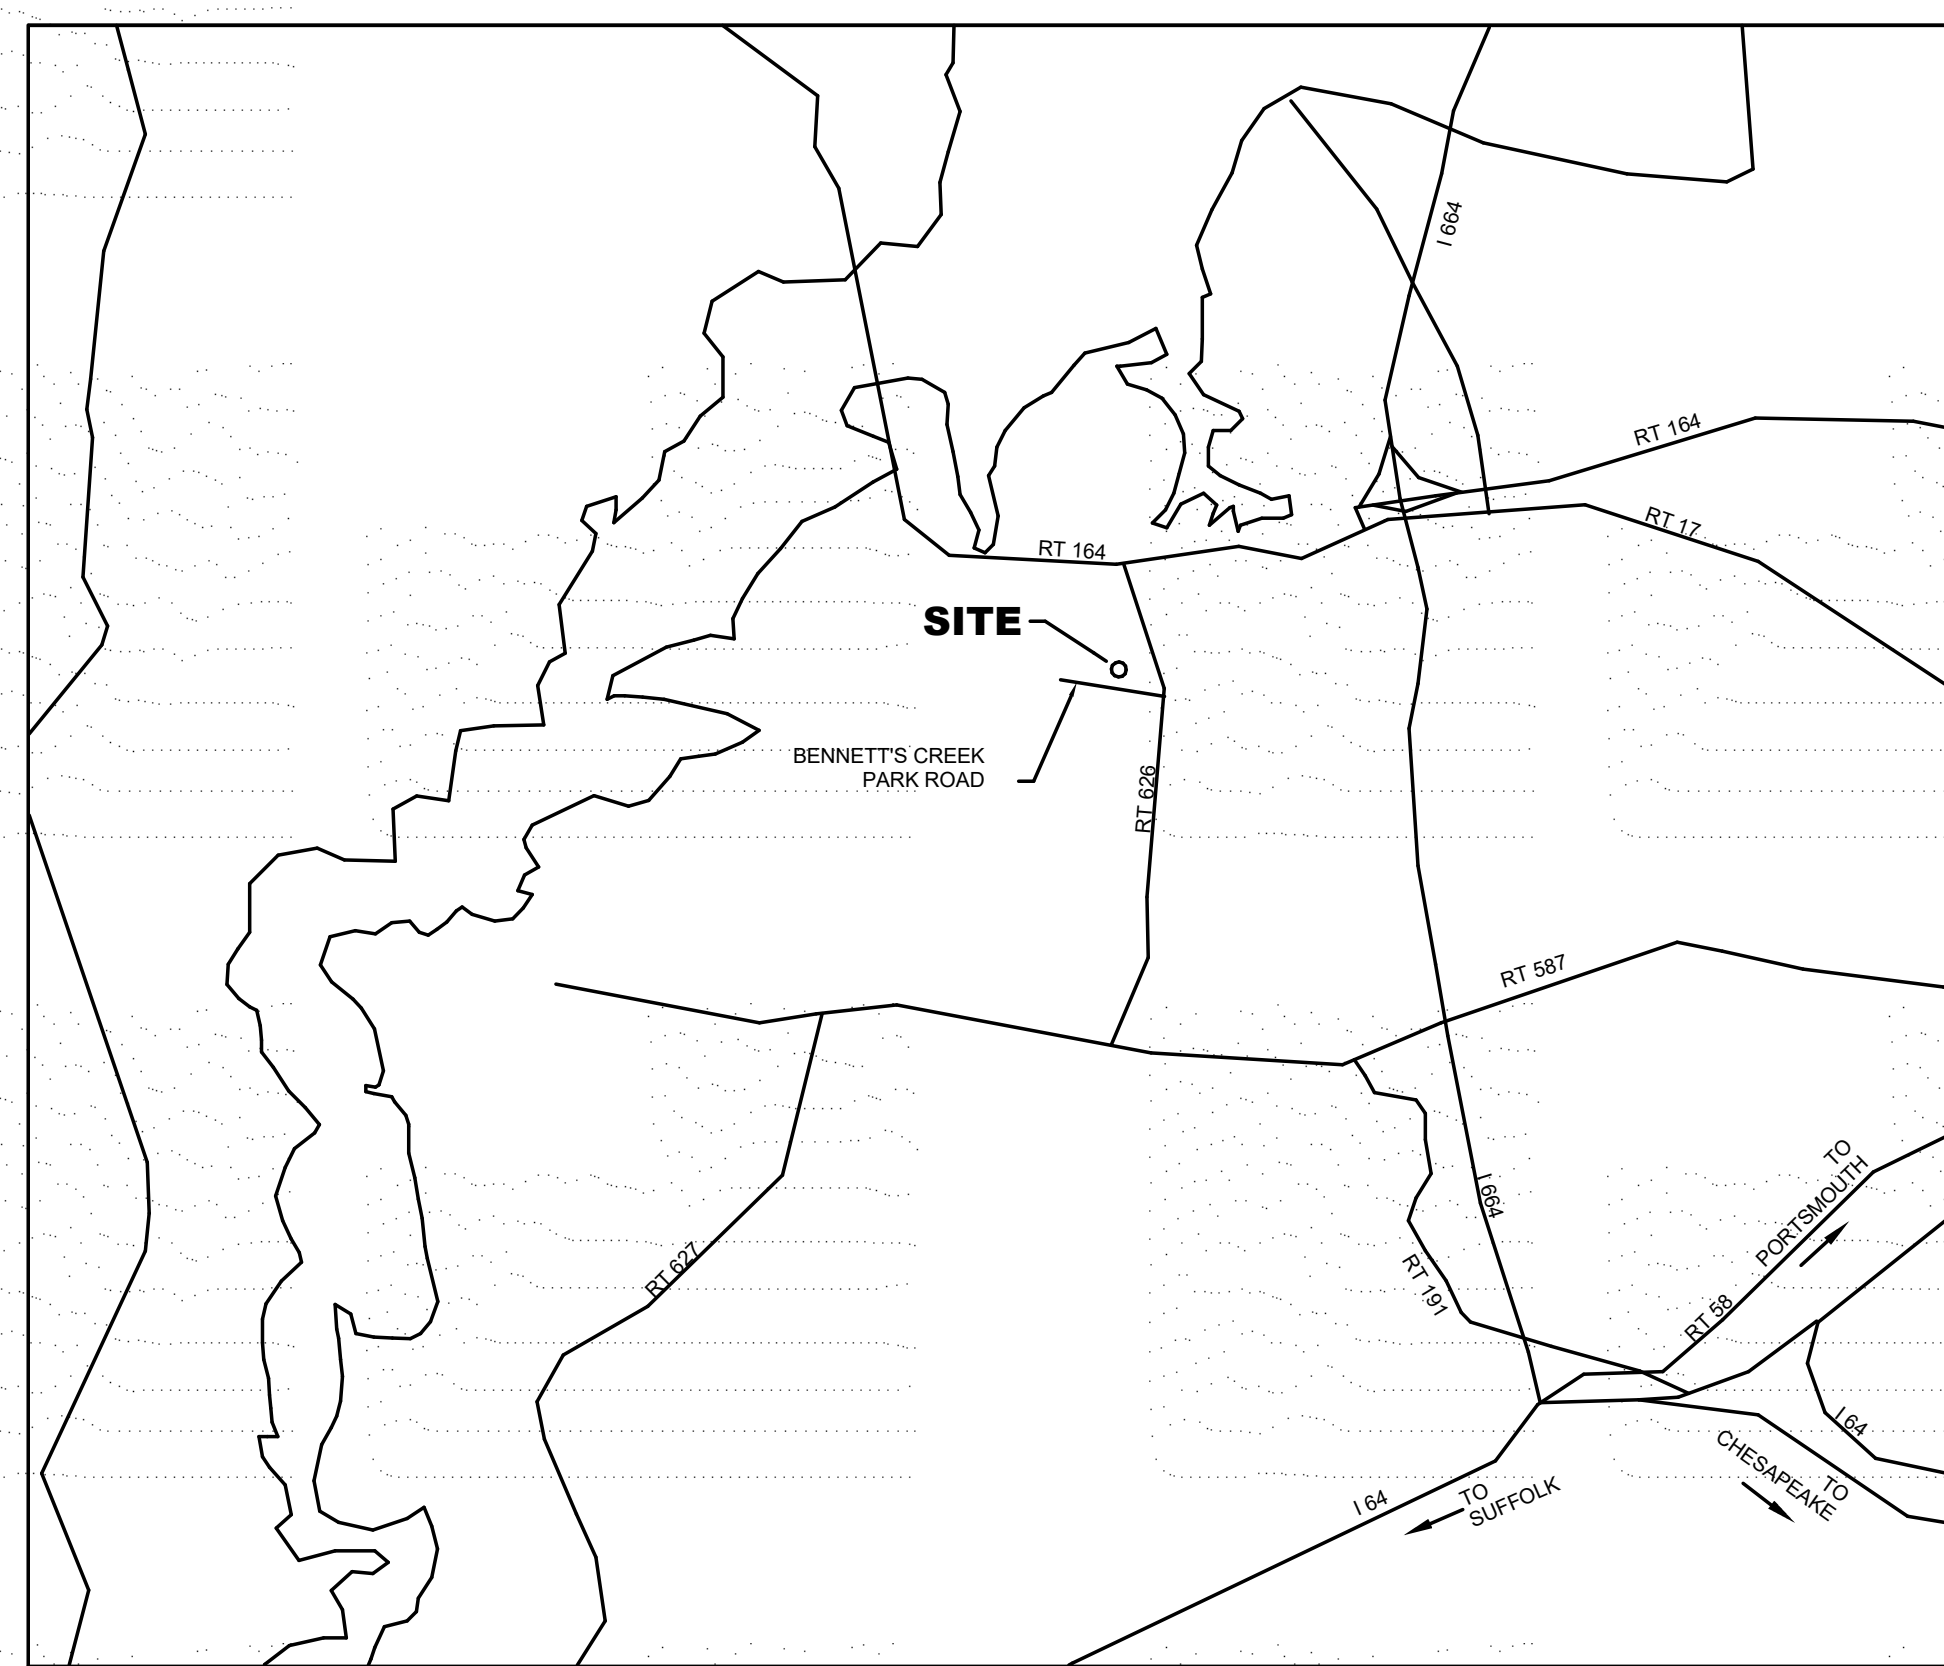 I 664
RT 164
RT 17
RT 164
SITE
BENNETT'S CREEK
PARK ROAD
RT 626
RT 587
I 664
TO
PORTSMOUTH
RT 627
RT 191
RT 58
I 64
CHESAPEAKE
TO
I 64
TO
SUFFOLK